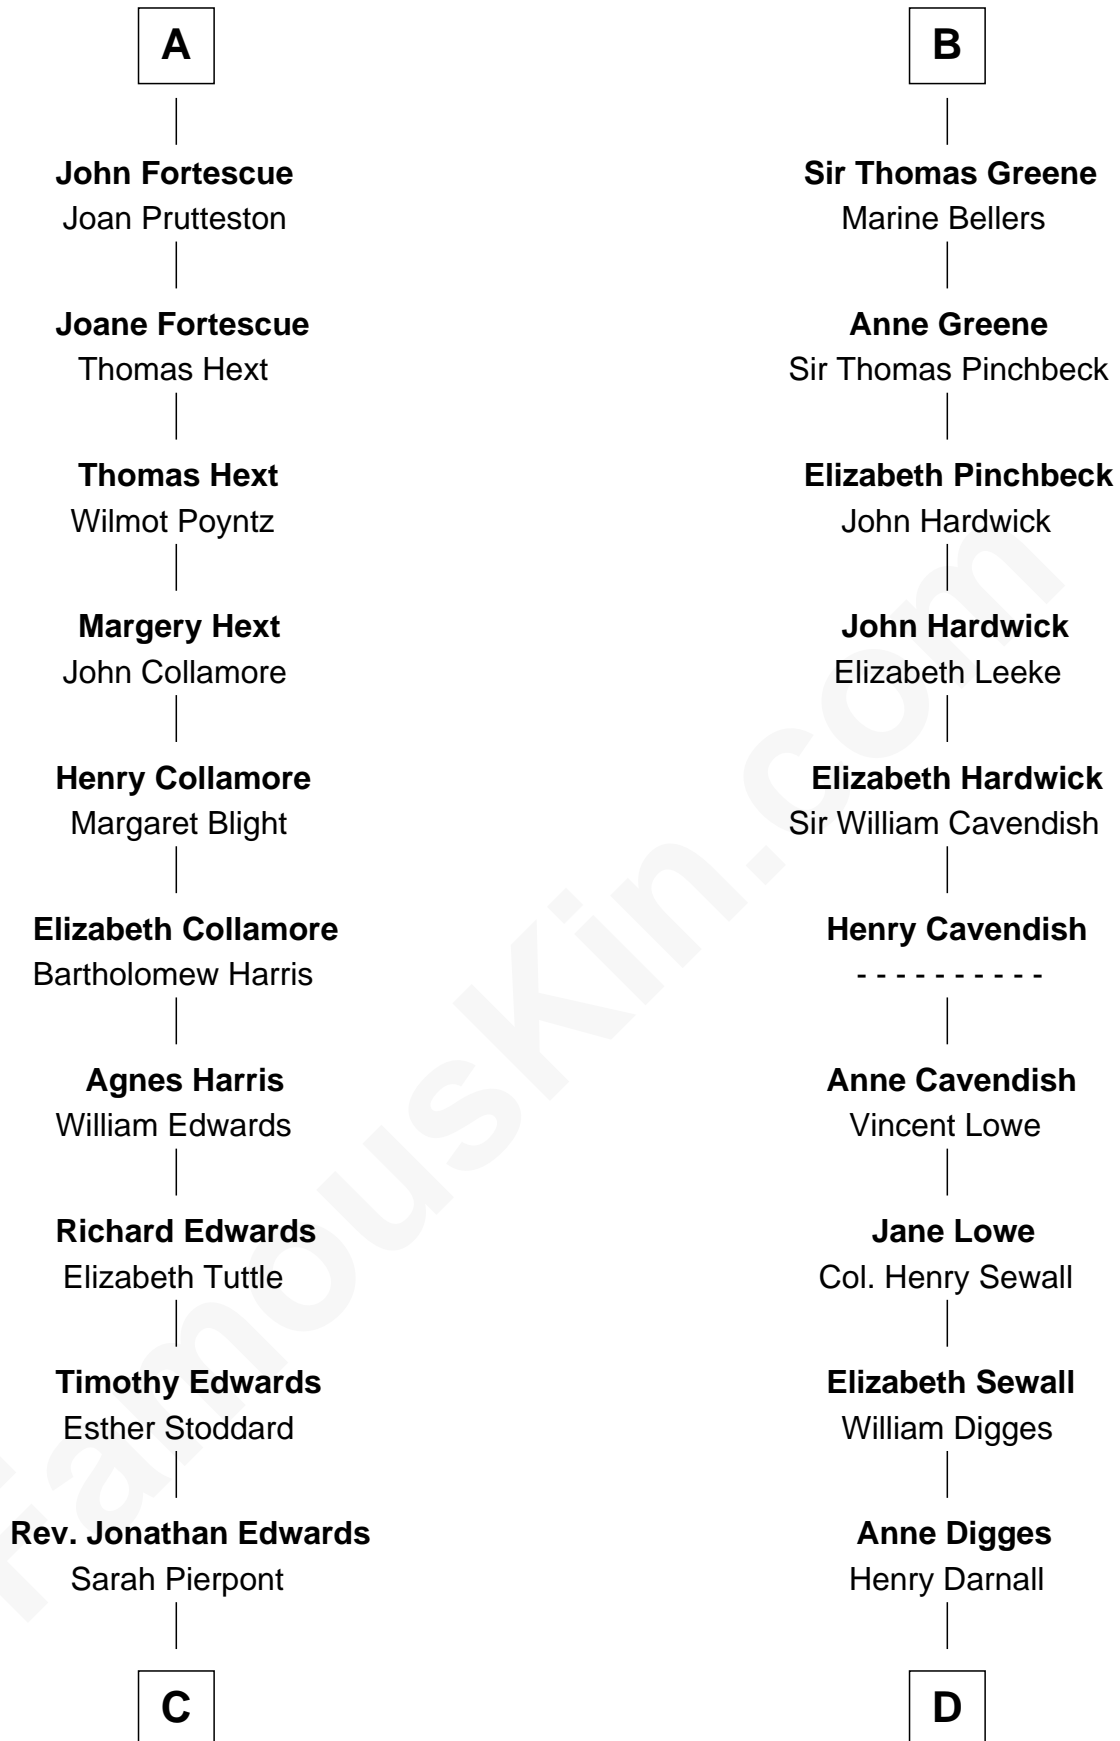 A
John Fortescue
Joan Prutteston
Joane Fortescue
Thomas Hext
Thomas Hext
Wilmot Poyntz
Margery Hext
John Collamore
Henry Collamore
Margaret Blight
Elizabeth Collamore
Bartholomew Harris
Agnes Harris
William Edwards
Richard Edwards
Elizabeth Tuttle
Timothy Edwards
Esther Stoddard
Rev. Jonathan Edwards
Sarah Pierpont
C
B
Sir Thomas Greene
Marine Bellers
Anne Greene
Sir Thomas Pinchbeck
Elizabeth Pinchbeck
John Hardwick
John Hardwick
Elizabeth Leeke
Elizabeth Hardwick
Sir William Cavendish
Henry Cavendish
- - - - - - - - - -
Anne Cavendish
Vincent Lowe
Jane Lowe
Col. Henry Sewall
Elizabeth Sewall
William Digges
Anne Digges
Henry Darnall
D
FamousKin.com